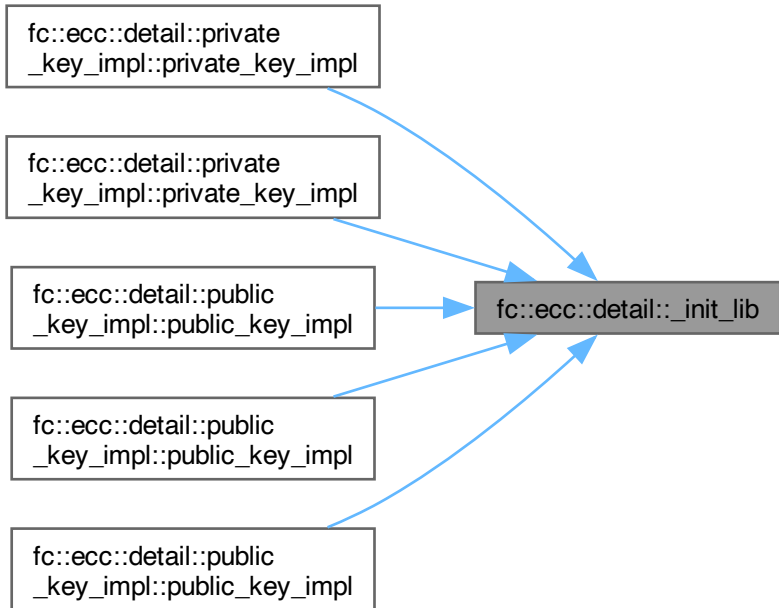 fc::ecc::detail::private
_key_impl::private_key_impl
fc::ecc::detail::private
_key_impl::private_key_impl
fc::ecc::detail::public
_key_impl::public_key_impl
fc::ecc::detail::_init_lib
fc::ecc::detail::public
_key_impl::public_key_impl
fc::ecc::detail::public
_key_impl::public_key_impl